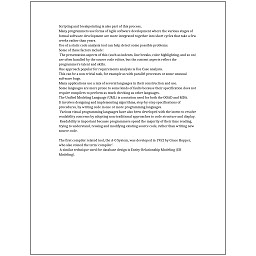 Scripting and breakpointing is also part of this process.
Many programmers use forms of Agile software development where the various stages of
formal software development are more integrated together into short cycles that take a few
weeks rather than years.
Use of a static code analysis tool can help detect some possible problems.
Some of these factors include:
The presentation aspects of this (such as indents, line breaks, color highlighting, and so on)
are often handled by the source code editor, but the content aspects reflect the
programmer's talent and skills.
One approach popular for requirements analysis is Use Case analysis.
This can be a non-trivial task, for example as with parallel processes or some unusual
software bugs.
Many applications use a mix of several languages in their construction and use.
Some languages are more prone to some kinds of faults because their specification does not
require compilers to perform as much checking as other languages.
The Unified Modeling Language (UML) is a notation used for both the OOAD and MDA.
It involves designing and implementing algorithms, step-by-step specifications of
procedures, by writing code in one or more programming languages.
Various visual programming languages have also been developed with the intent to resolve
readability concerns by adopting non-traditional approaches to code structure and display.
Readability is important because programmers spend the majority of their time reading,
trying to understand, reusing and modifying existing source code, rather than writing new
source code.
The first compiler related tool, the A-0 System, was developed in 1952 by Grace Hopper,
who also coined the term 'compiler'.
A similar technique used for database design is Entity-Relationship Modeling (ER
Modeling).